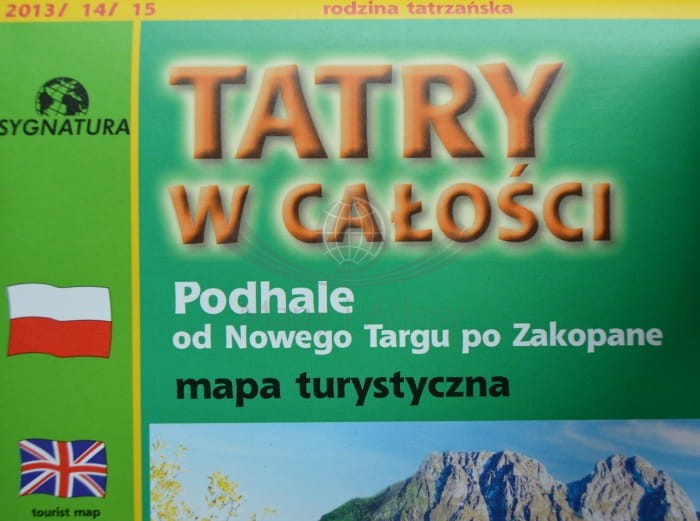 2013/ 14/ 15
rodzina tatrzańska
SYGNATURA
TATRY
W CAŁOŚCI
Podhale
od Nowego Targu po Zakopane
mapa turystyczna
tourist map